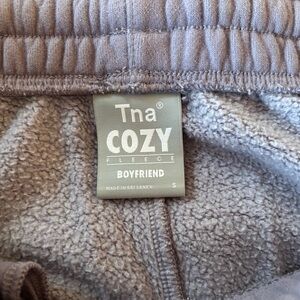 Tna®
COZY
FLEECE
BOYFRIEND
MADE IN SRI LANKA S